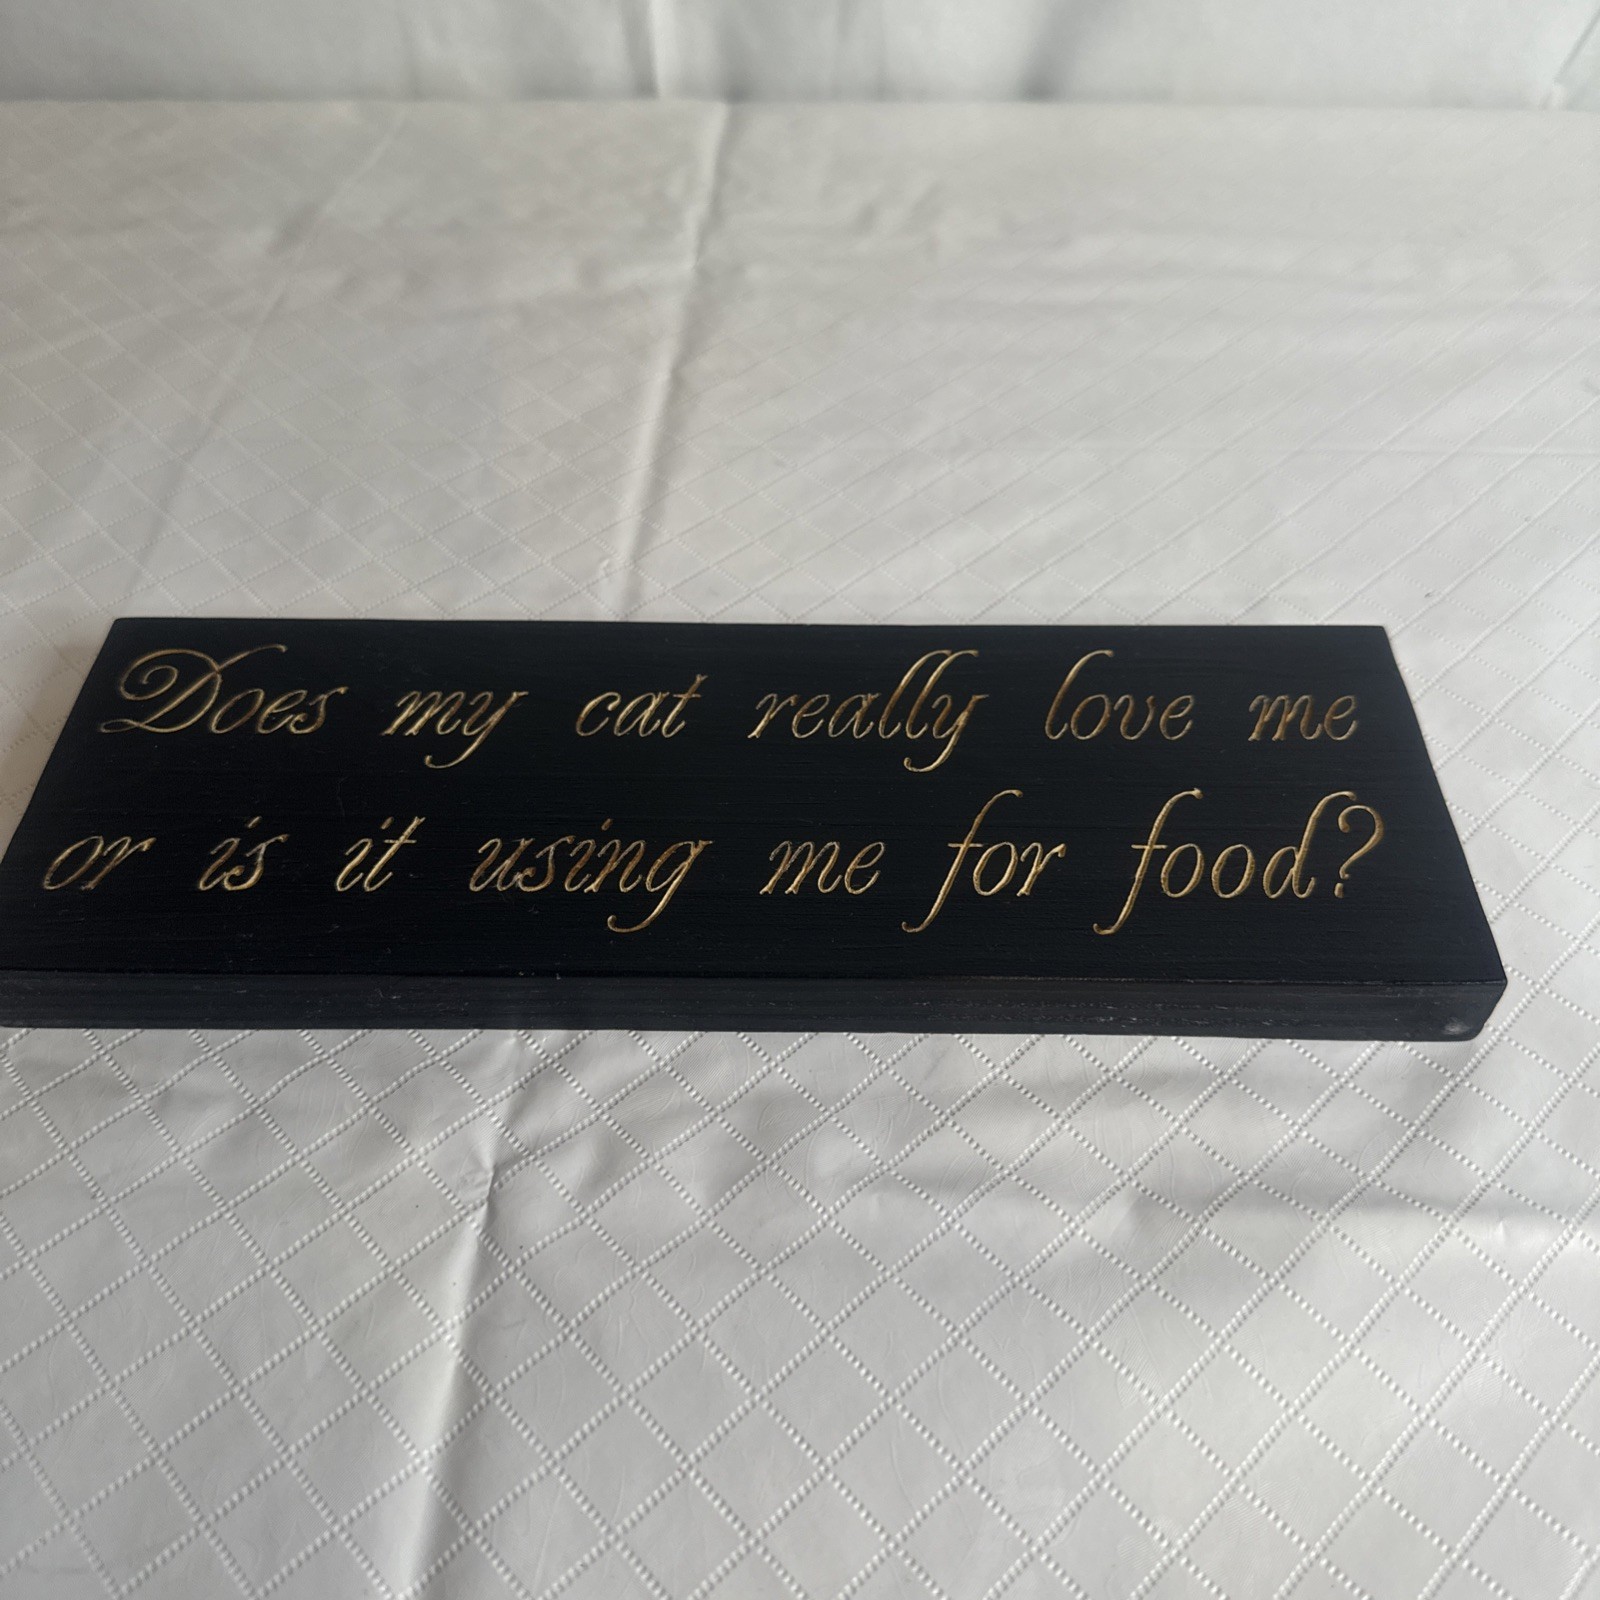 Does my cat really love me
or is it using me for food?